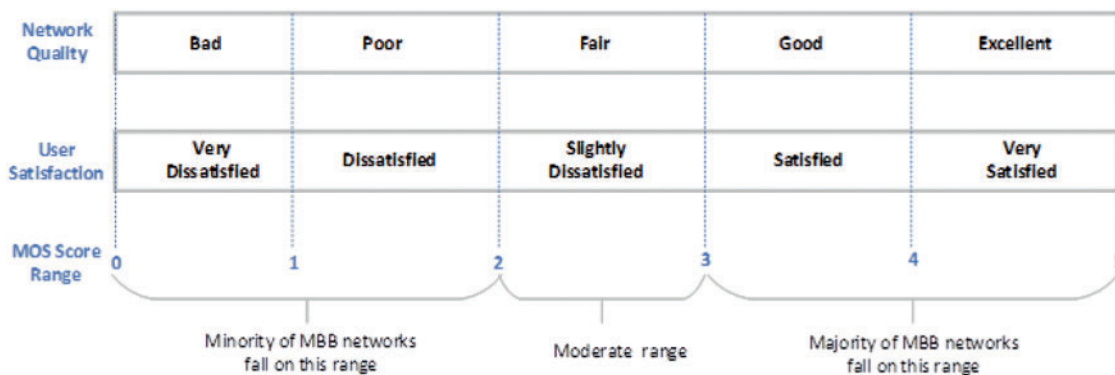 Network
Quality
Bad
Poor
Fair
Good
Excellent
User
Satisfaction
Very
Dissatisfied
Dissatisfied
Slightly
Dissatisfied
Satisfied
Very
Satisfied
MOS Score
Range
0
1
2
3
4
Minority of MBB networks
fall on this range
Moderate range
Majority of MBB networks
fall on this range